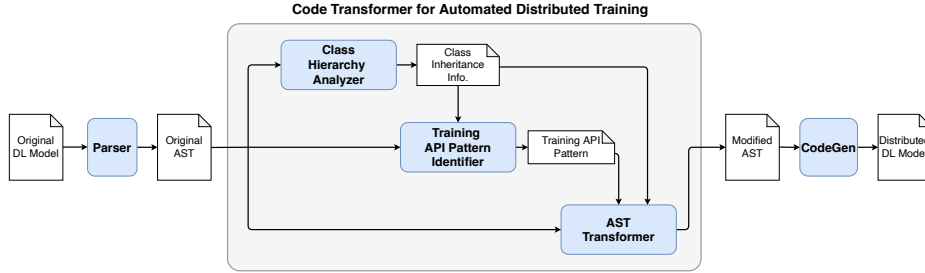 Code Transformer for Automated Distributed Training
Class
Hierarchy
Analyzer
Class
Inheritance
Info.
Original
DL Model
Parser
Original
AST
Training
API Pattern
Identifier
Training API
Pattern
Modified
AST
CodeGen
Distributed
DL Model
AST
Transformer